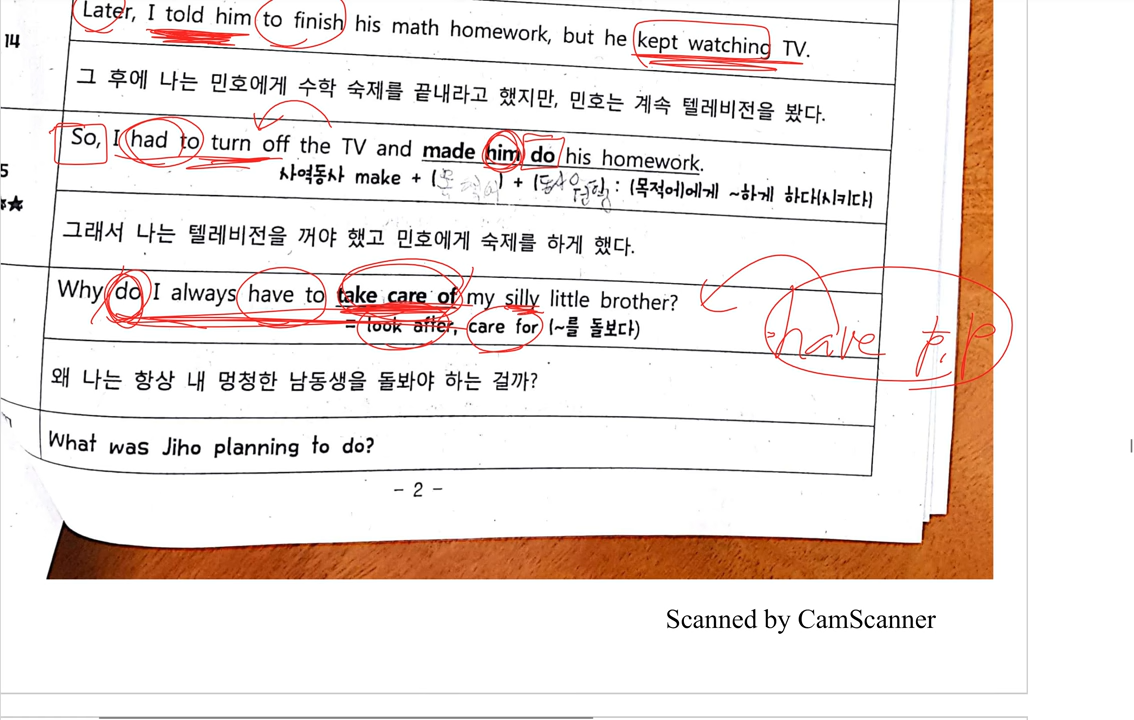 Later, I told him to finish his math homework, but he kept watching TV.
14
그 후에 나는 민호에게 수학 숙제를 끝내라고 했지만, 민호는 계속 텔레비전을 봤다.
So, I had to turn off the TV and made him do his homework.
5
사역동사 make + (목적어) + ( : (목적어)에게 ~하게 하다(시키다)
★
그래서 나는 텔레비전을 꺼야 했고 민호에게 숙제를 하게 했다.
Why do I always have to take care of my silly little brother?
= look after, care for (~를 돌보다)
have p.p
왜 나는 항상 내 멍청한 남동생을 돌봐야 하는 걸까?
What was Jiho planning to do?
- 2 -
Scanned by CamScanner